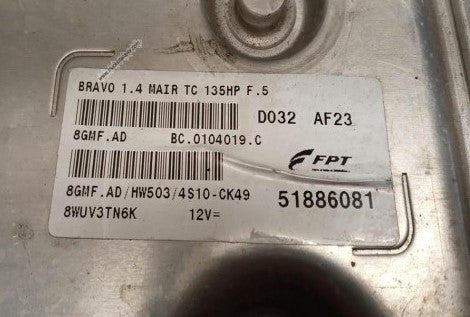 BRAVO 1.4 MAIR TC 135HP F.5
D032 AF23
8GMF.AD BC.0104019.C
FPT
8GMF.AD/HW503/4S10-CK49
51886081
8WUV3TN6K 12V=